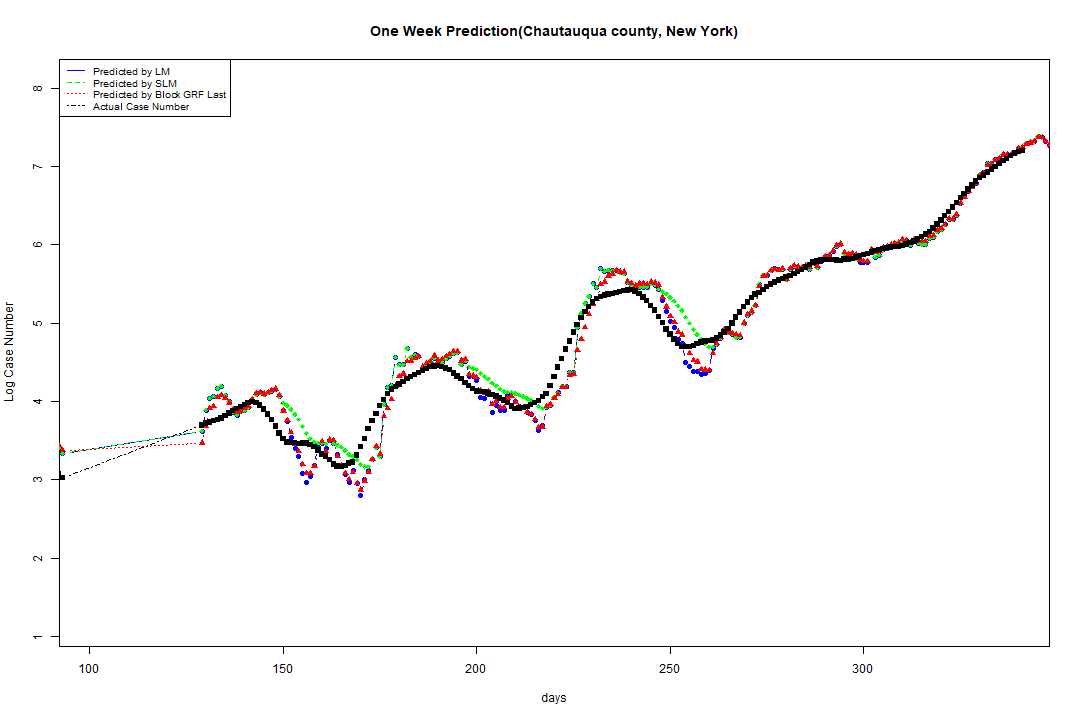 One Week Prediction(Chautauqua county, New York)
Predicted by LM
Predicted by SLM
Predicted by Block GRF Last
Actual Case Number
8
7
6
5
4
3
2
1
Log Case Number
100 150 200 250 300
days